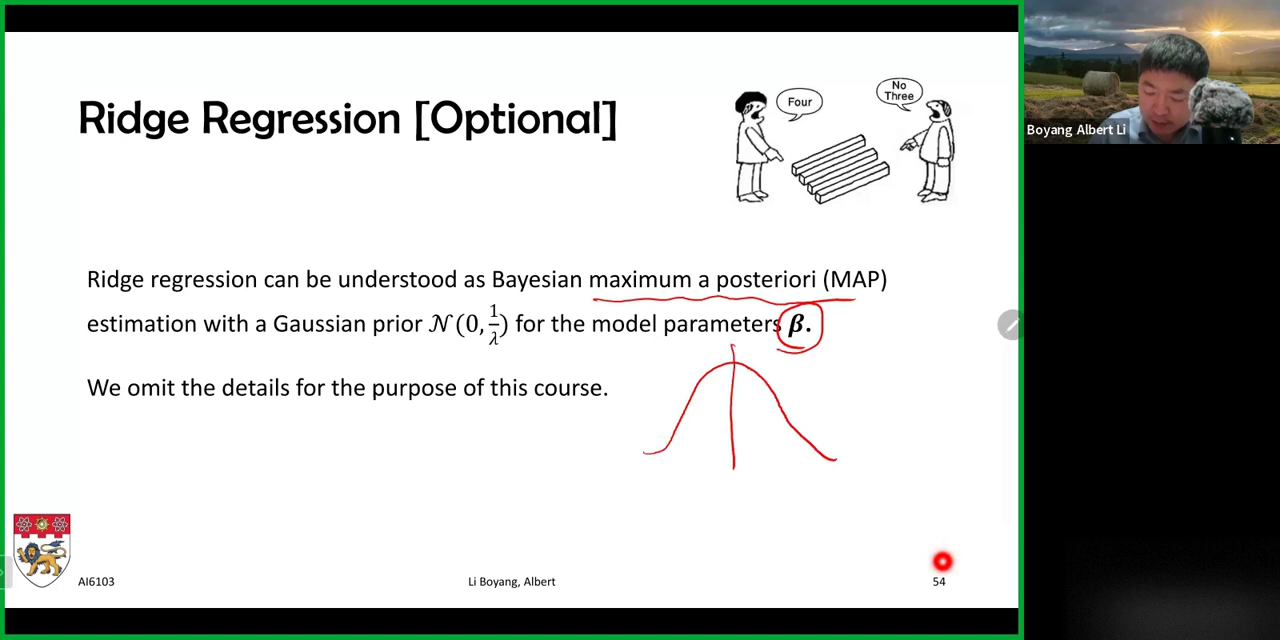 Ridge Regression [Optional]
Four
No
Three
Boyang Albert Li
Ridge regression can be understood as Bayesian maximum a posteriori (MAP)
estimation with a Gaussian prior 𝒩(0, 1/λ) for the model parameters β.
We omit the details for the purpose of this course.
AI6103
Li Boyang, Albert
54